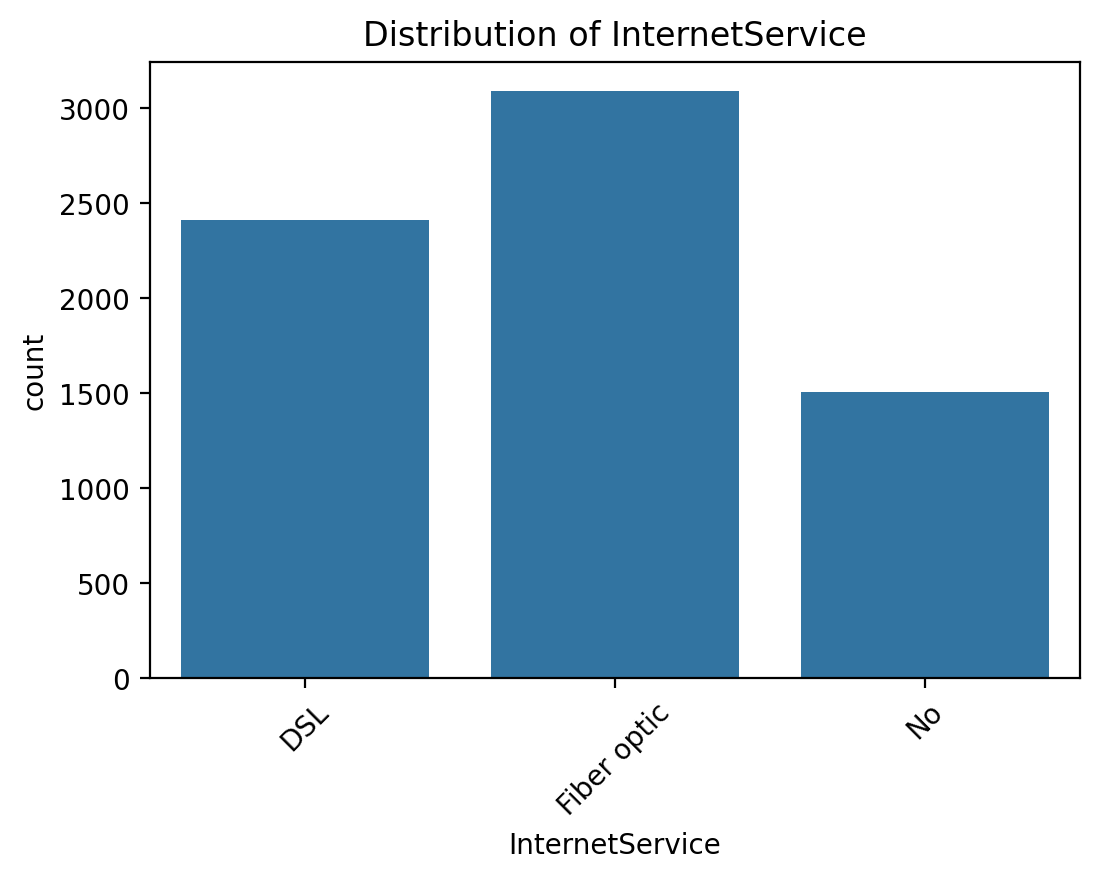 Distribution of InternetService
3000
2500
2000
1500
1000
500
0
count
DSL
Fiber optic
No
InternetService